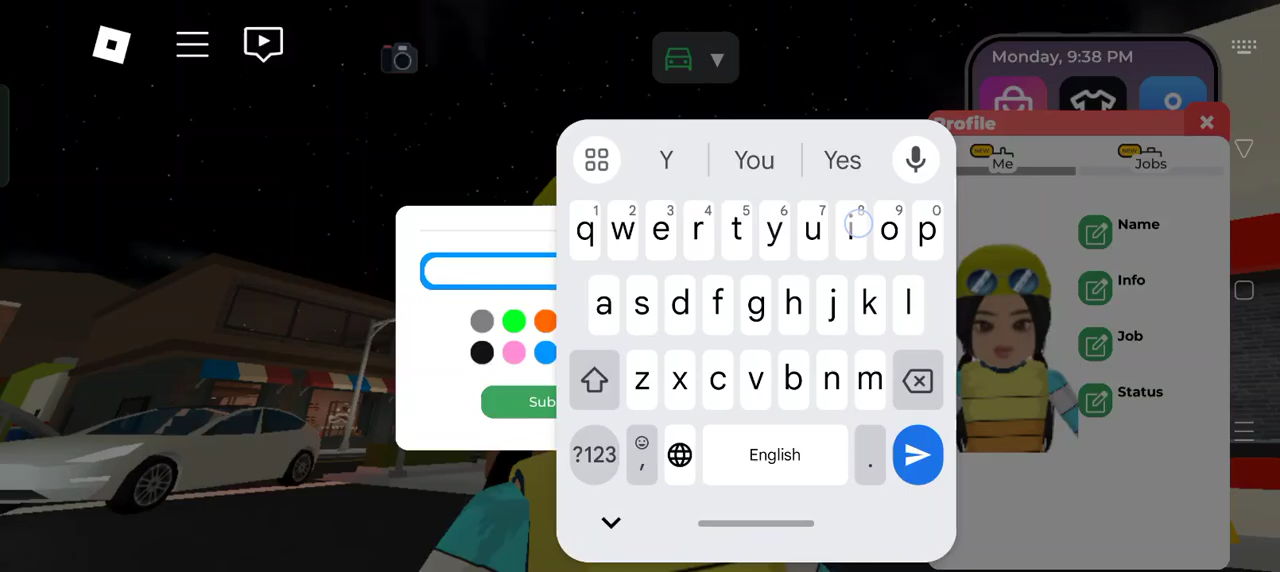 Monday, 9:38 PM
Profile
NEW
Me
NEW
Jobs
Name
Info
Job
Status
Sub
Y You Yes
1 2 3 4 5 6 7 8 9 0
q w e r t y u i o p
a s d f g h j k l
z x c v b n m
?123 , English .